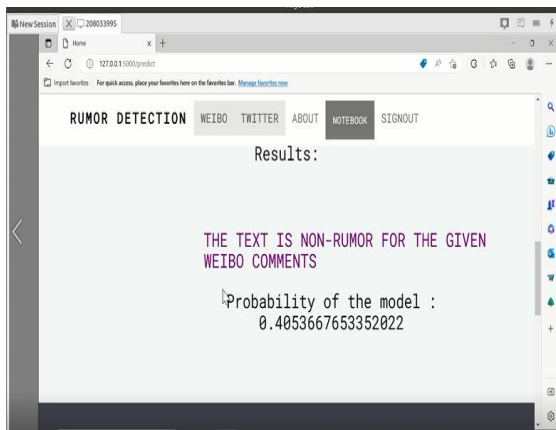 New Session
208033995
Home
127.0.0.1:5000/predict
Import favorites For quick access, place your favorites here on the favorites bar. Manage favorites now
RUMOR DETECTION WEIBO TWITTER ABOUT NOTEBOOK SIGNOUT
Results:
THE TEXT IS NON-RUMOR FOR THE GIVEN
WEIBO COMMENTS
Probability of the model :
0.4053667653352022